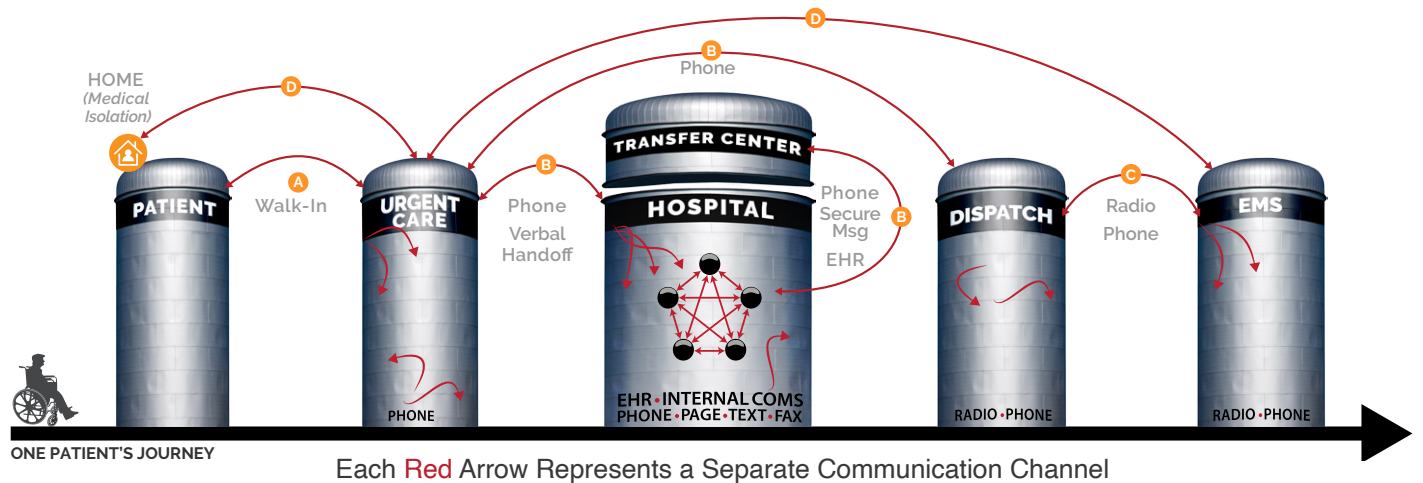 D
B
Phone
HOME
(Medical
Isolation)
D
TRANSFER CENTER
B
A
C
PATIENT
Walk-In
URGENT
CARE
Phone
Verbal
Handoff
HOSPITAL
Phone
Secure
Msg
B
EHR
DISPATCH
Radio
Phone
EMS
PHONE
EHR • INTERNAL COMS
PHONE • PAGE • TEXT • FAX
RADIO • PHONE
RADIO • PHONE
ONE PATIENT'S JOURNEY
Each Red Arrow Represents a Separate Communication Channel